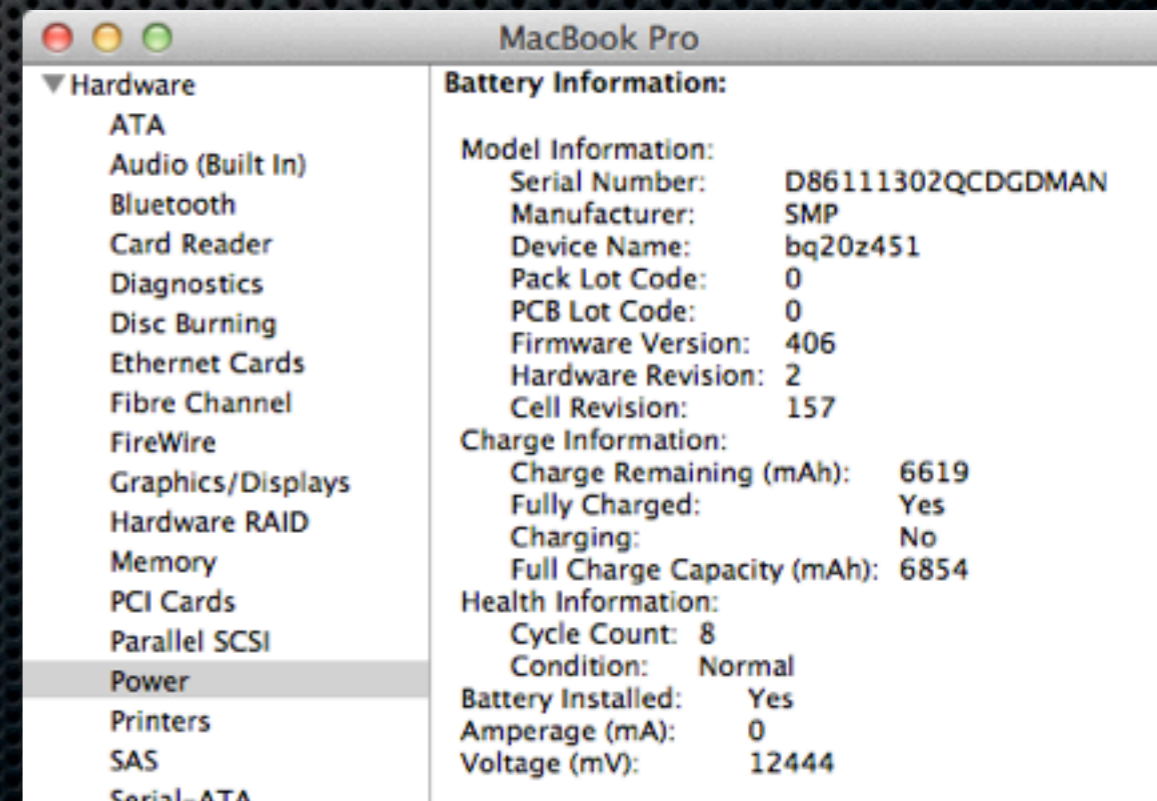 MacBook Pro
Hardware
ATA
Audio (Built In)
Bluetooth
Card Reader
Diagnostics
Disc Burning
Ethernet Cards
Fibre Channel
FireWire
Graphics/Displays
Hardware RAID
Memory
PCI Cards
Parallel SCSI
Power
Printers
SAS
Serial-ATA
Battery Information:
Model Information:
Serial Number: D86111302QCDGDMAN
Manufacturer: SMP
Device Name: bq20z451
Pack Lot Code: 0
PCB Lot Code: 0
Firmware Version: 406
Hardware Revision: 2
Cell Revision: 157
Charge Information:
Charge Remaining (mAh): 6619
Fully Charged: Yes
Charging: No
Full Charge Capacity (mAh): 6854
Health Information:
Cycle Count: 8
Condition: Normal
Battery Installed: Yes
Amperage (mA): 0
Voltage (mV): 12444